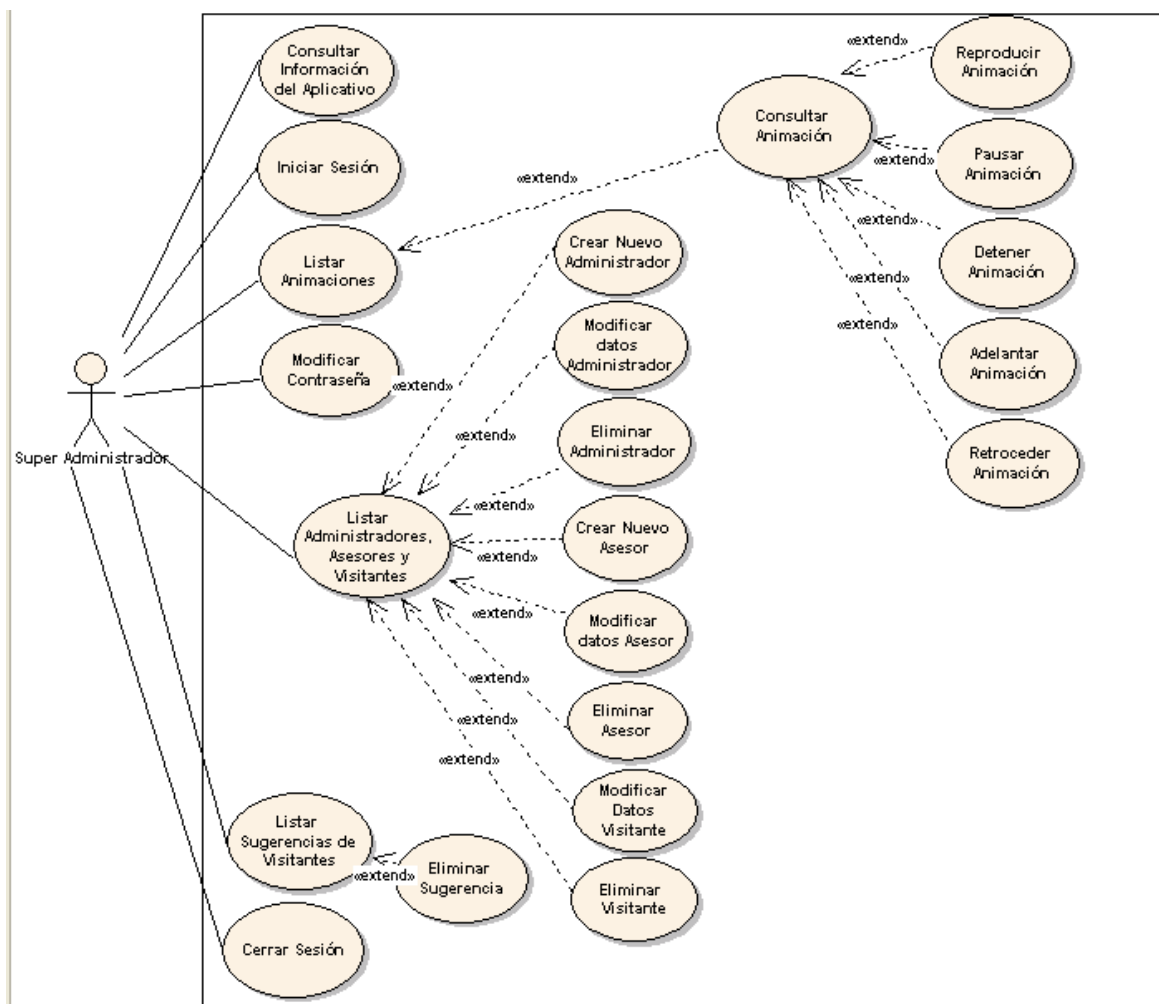 Consultar
Información
del Aplicativo
Iniciar Sesión
Listar
Animaciones
Modificar
Contraseña
Super Administrador
Listar
Administradores,
Asesores y
Visitantes
Listar
Sugerencias de
Visitantes
«extend»
Eliminar
Sugerencia
Cerrar Sesión
«extend»
Consultar
Animación
«extend»
Reproducir
Animación
«extend»
Pausar
Animación
«extend»
Detener
Animación
«extend»
Adelantar
Animación
«extend»
Retroceder
Animación
«extend»
Crear Nuevo
Administrador
«extend»
Modificar
datos
Administrador
«extend»
Eliminar
Administrador
«extend»
Crear Nuevo
Asesor
«extend»
Modificar
datos Asesor
«extend»
Eliminar
Asesor
«extend»
Modificar
Datos
Visitante
«extend»
Eliminar
Visitante
«extend»